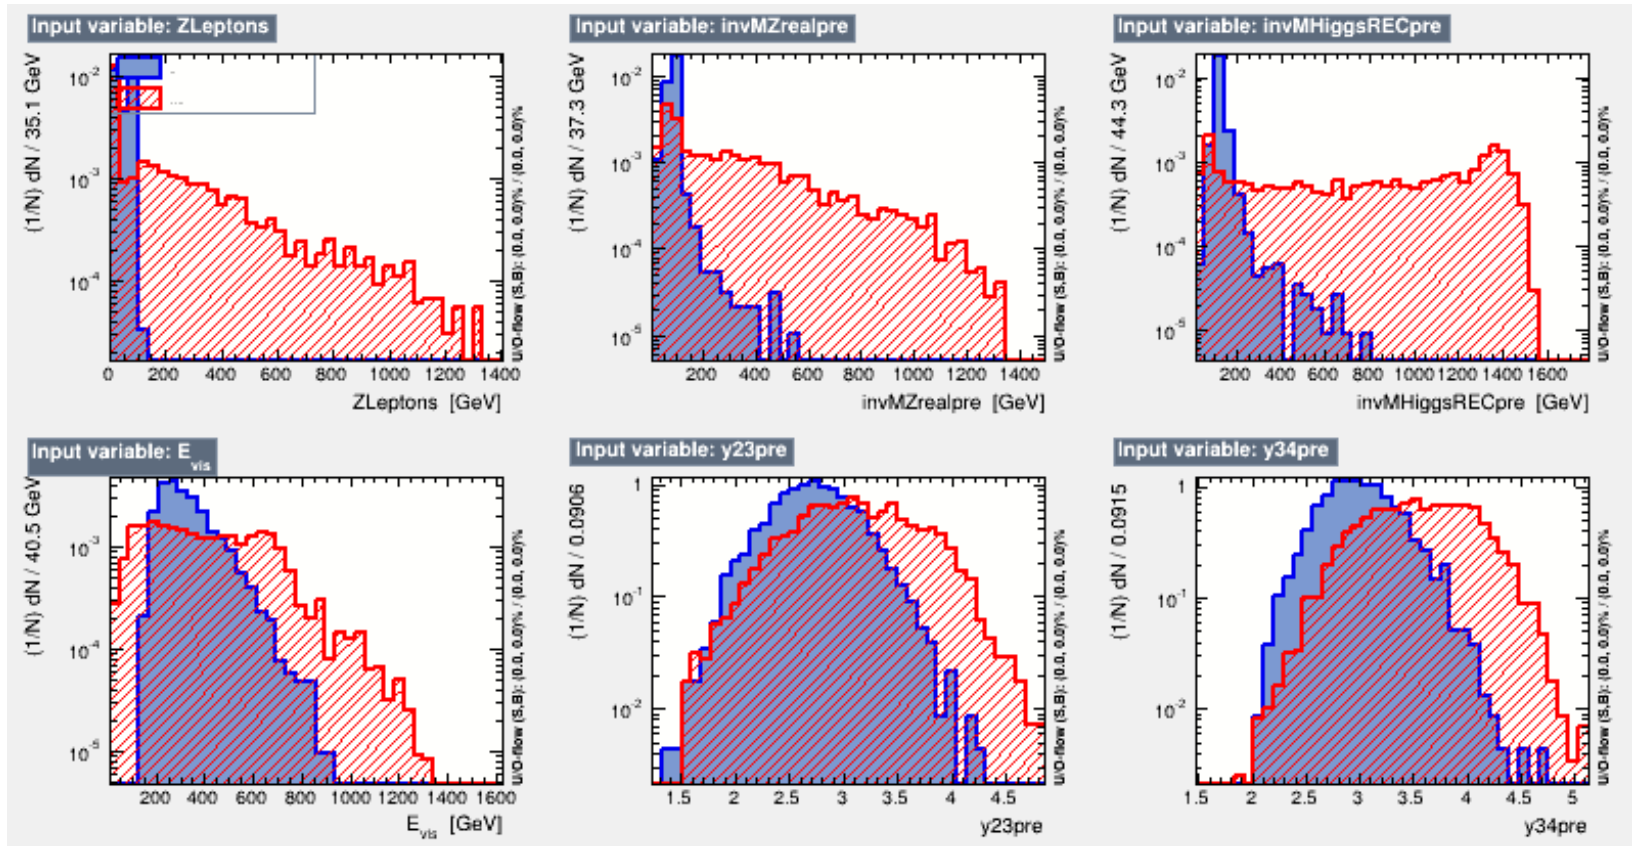 Input variable: ZLeptons
(1/N) dN / 35.1 GeV
10^-2
10^-3
10^-4
0 200 400 600 800 1000 1200 1400
ZLeptons [GeV]
U/O-flow (S,B): (0.0, 0.0)% / (0.0, 0.0)%
Input variable: invMZrealpre
(1/N) dN / 37.3 GeV
10^-2
10^-3
10^-4
10^-5
200 400 600 800 1000 1200 1400
invMZrealpre [GeV]
U/O-flow (S,B): (0.0, 0.0)% / (0.0, 0.0)%
Input variable: invMHiggsRECpre
(1/N) dN / 44.3 GeV
10^-2
10^-3
10^-4
10^-5
200 400 600 800 1000 1200 1400 1600
invMHiggsRECpre [GeV]
U/O-flow (S,B): (0.0, 0.0)% / (0.0, 0.0)%
Input variable: E_vis
(1/N) dN / 40.5 GeV
10^-3
10^-4
10^-5
200 400 600 800 1000 1200 1400 1600
E_vis [GeV]
U/O-flow (S,B): (0.0, 0.0)% / (0.0, 0.0)%
Input variable: y23pre
(1/N) dN / 0.0906
1
10^-1
10^-2
1.5 2 2.5 3 3.5 4 4.5
y23pre
U/O-flow (S,B): (0.0, 0.0)% / (0.0, 0.0)%
Input variable: y34pre
(1/N) dN / 0.0915
1
10^-1
10^-2
1.5 2 2.5 3 3.5 4 4.5 5
y34pre
U/O-flow (S,B): (0.0, 0.0)% / (0.0, 0.0)%